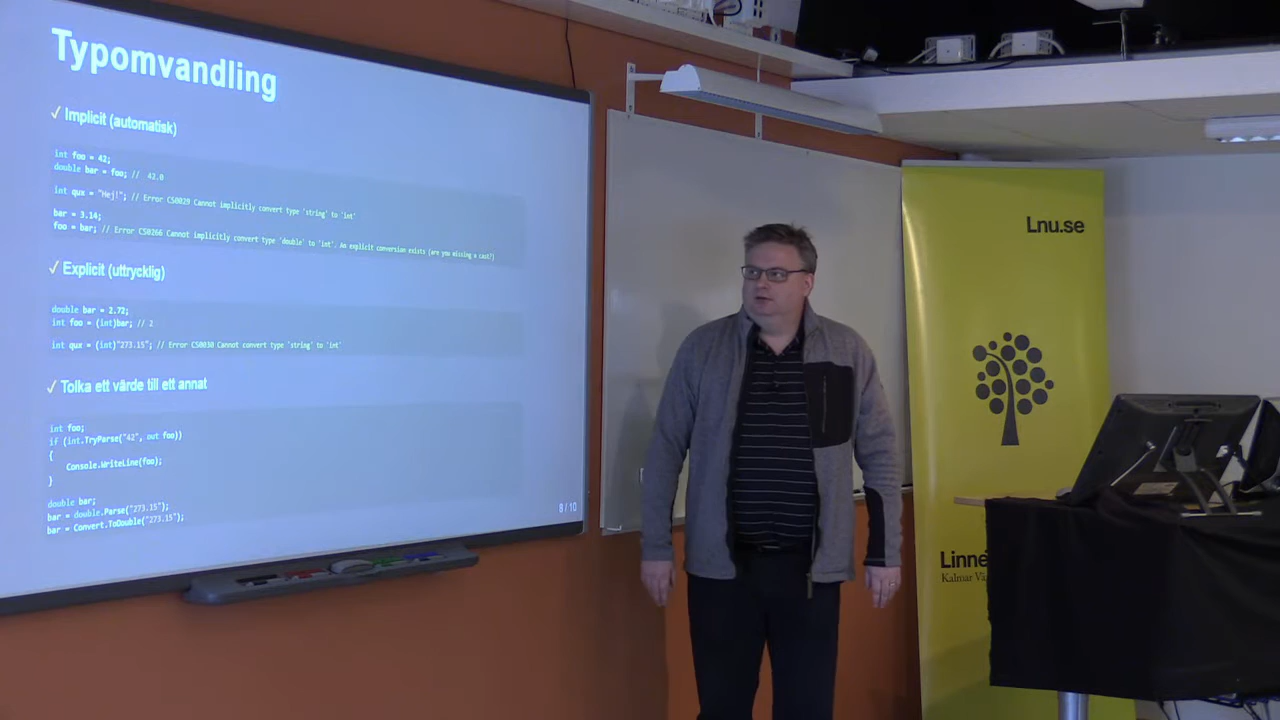 Typomvandling
✓ Implicit (automatisk)
int foo = 42;
double bar = foo; // 42.0
int qux = "Hej!"; // Error CS0029 Cannot implicitly convert type 'string' to 'int'
bar = 3.14;
foo = bar; // Error CS0266 Cannot implicitly convert type 'double' to 'int'. An explicit conversion exists (are you missing a cast?)
✓ Explicit (uttrycklig)
double bar = 2.72;
int foo = (int)bar; // 2
int qux = (int)"273.15"; // Error CS0030 Cannot convert type 'string' to 'int'
✓ Tolka ett värde till ett annat
int foo;
if (int.TryParse("42", out foo))
{
Console.WriteLine(foo);
}
double bar;
bar = double.Parse("273.15");
bar = Convert.ToDouble("273.15");
8 / 10
Lnu.se
Linné
Kalmar Vä